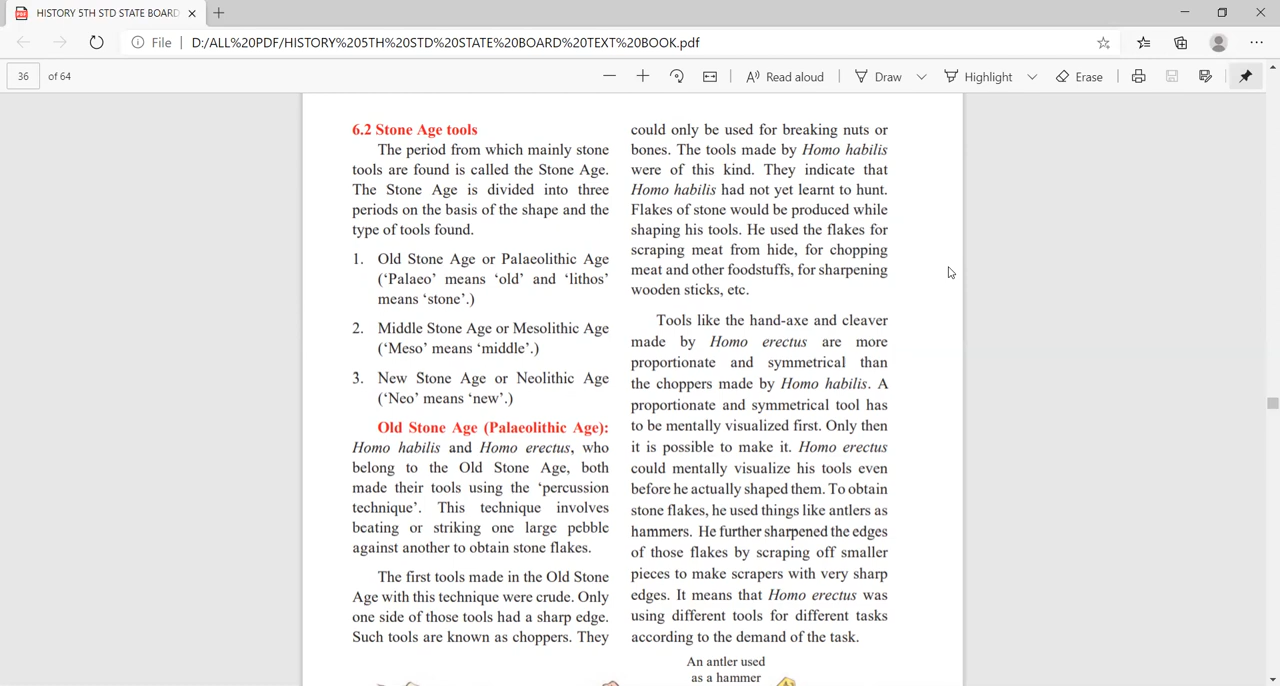 HISTORY 5TH STD STATE BOARD
File
D:/ALL%20PDF/HISTORY%205TH%20STD%20STATE%20BOARD%20TEXT%20BOOK.pdf
36 of 64
Read aloud
Draw
Highlight
Erase
6.2 Stone Age tools
The period from which mainly stone
tools are found is called the Stone Age.
The Stone Age is divided into three
periods on the basis of the shape and the
type of tools found.
1. Old Stone Age or Palaeolithic Age
(‘Palaeo’ means ‘old’ and ‘lithos’
means ‘stone’.)
2. Middle Stone Age or Mesolithic Age
(‘Meso’ means ‘middle’.)
3. New Stone Age or Neolithic Age
(‘Neo’ means ‘new’.)
Old Stone Age (Palaeolithic Age):
Homo habilis and Homo erectus, who
belong to the Old Stone Age, both
made their tools using the ‘percussion
technique’. This technique involves
beating or striking one large pebble
against another to obtain stone flakes.
The first tools made in the Old Stone
Age with this technique were crude. Only
one side of those tools had a sharp edge.
Such tools are known as choppers. They
could only be used for breaking nuts or
bones. The tools made by Homo habilis
were of this kind. They indicate that
Homo habilis had not yet learnt to hunt.
Flakes of stone would be produced while
shaping his tools. He used the flakes for
scraping meat from hide, for chopping
meat and other foodstuffs, for sharpening
wooden sticks, etc.
Tools like the hand-axe and cleaver
made by Homo erectus are more
proportionate and symmetrical than
the choppers made by Homo habilis. A
proportionate and symmetrical tool has
to be mentally visualized first. Only then
it is possible to make it. Homo erectus
could mentally visualize his tools even
before he actually shaped them. To obtain
stone flakes, he used things like antlers as
hammers. He further sharpened the edges
of those flakes by scraping off smaller
pieces to make scrapers with very sharp
edges. It means that Homo erectus was
using different tools for different tasks
according to the demand of the task.
An antler used
as a hammer